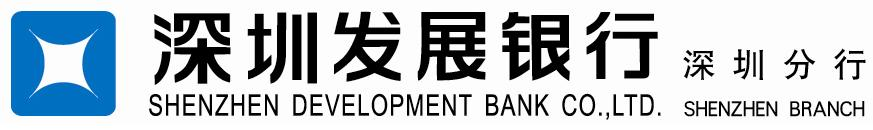 深圳发展银行
SHENZHEN DEVELOPMENT BANK CO.,LTD.
深圳分行
SHENZHEN BRANCH